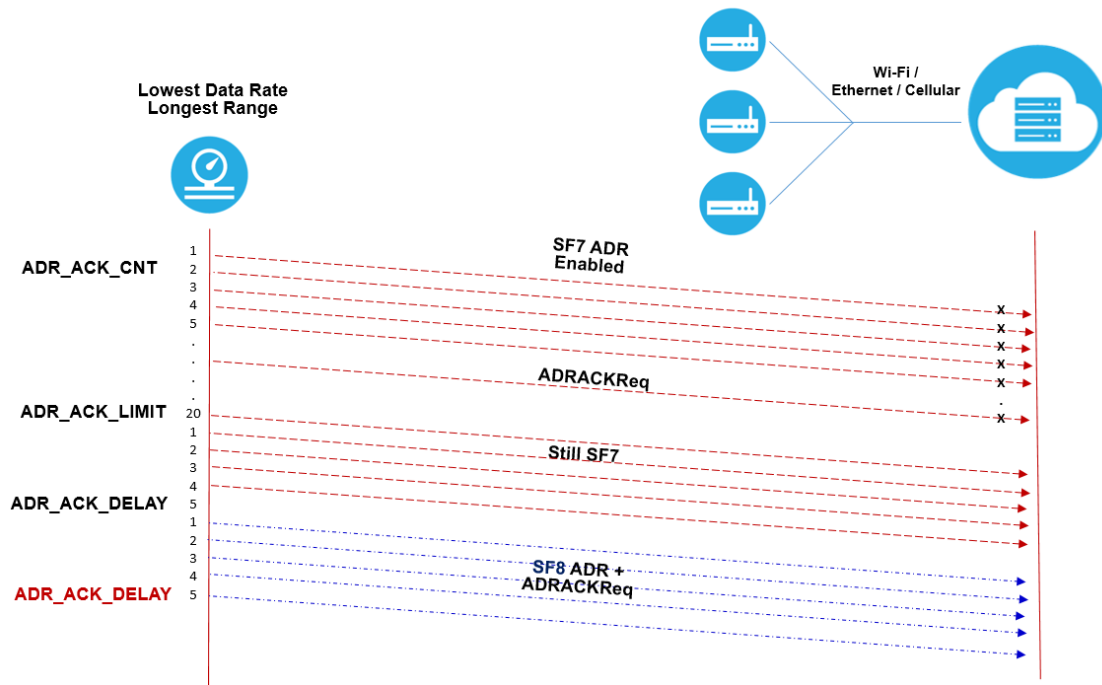 Lowest Data Rate
Longest Range
Wi-Fi /
Ethernet / Cellular
SF7 ADR
Enabled
ADR_ACK_CNT
1
2
3
4
5
.
.
.
.
20
X
X
X
X
X
.
X
ADRACKReq
ADR_ACK_LIMIT
1
2
3
4
5
Still SF7
ADR_ACK_DELAY
1
2
3
4
5
SF8 ADR +
ADRACKReq
ADR_ACK_DELAY